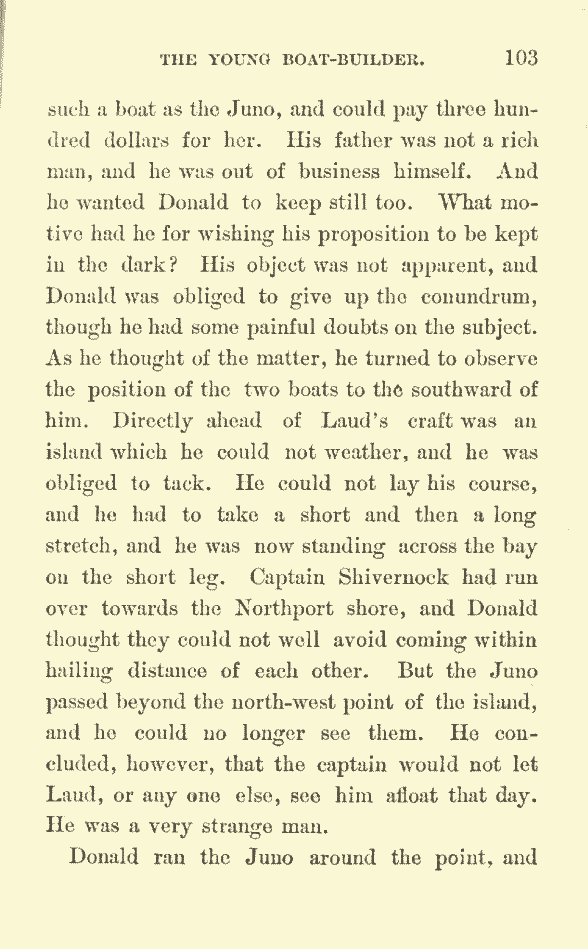 THE YOUNG BOAT-BUILDER. 103
such a boat as the Juno, and could pay three hun-
dred dollars for her. His father was not a rich
man, and he was out of business himself. And
he wanted Donald to keep still too. What mo-
tive had he for wishing his proposition to be kept
in the dark? His object was not apparent, and
Donald was obliged to give up the conundrum,
though he had some painful doubts on the subject.
As he thought of the matter, he turned to observe
the position of the two boats to the southward of
him. Directly ahead of Laud's craft was an
island which he could not weather, and he was
obliged to tack. He could not lay his course,
and he had to take a short and then a long
stretch, and he was now standing across the bay
on the short leg. Captain Shivernock had run
over towards the Northport shore, and Donald
thought they could not well avoid coming within
hailing distance of each other. But the Juno
passed beyond the north-west point of the island,
and he could no longer see them. He con-
cluded, however, that the captain would not let
Laud, or any one else, see him afloat that day.
He was a very strange man.
Donald ran the Juno around the point, and